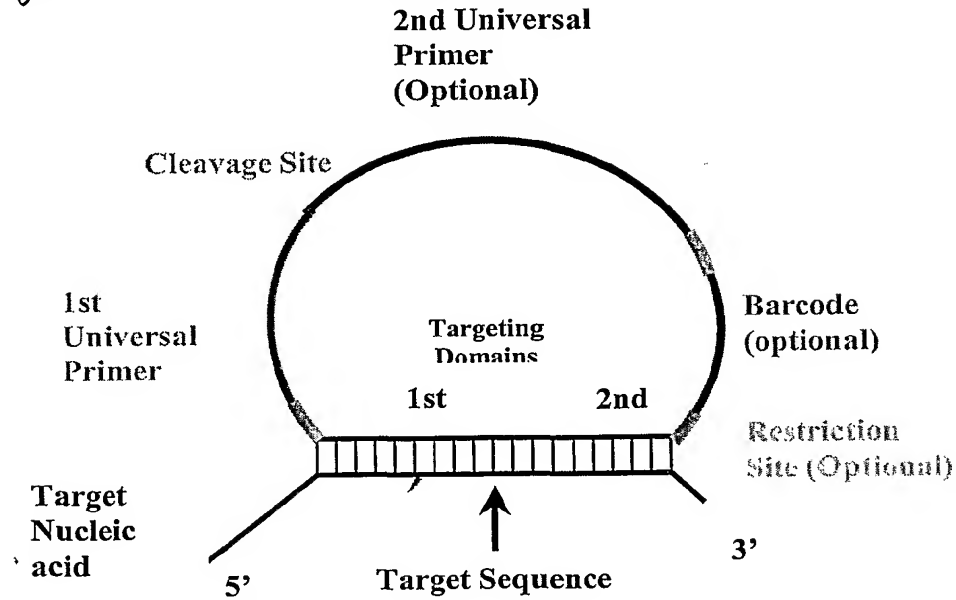 2nd Universal
Primer
(Optional)
Cleavage Site
1st
Universal
Primer
Targeting
Domains
Barcode
(optional)
1st 2nd
Restriction
Site (Optional)
Target
Nucleic
acid
5’
Target Sequence
3’